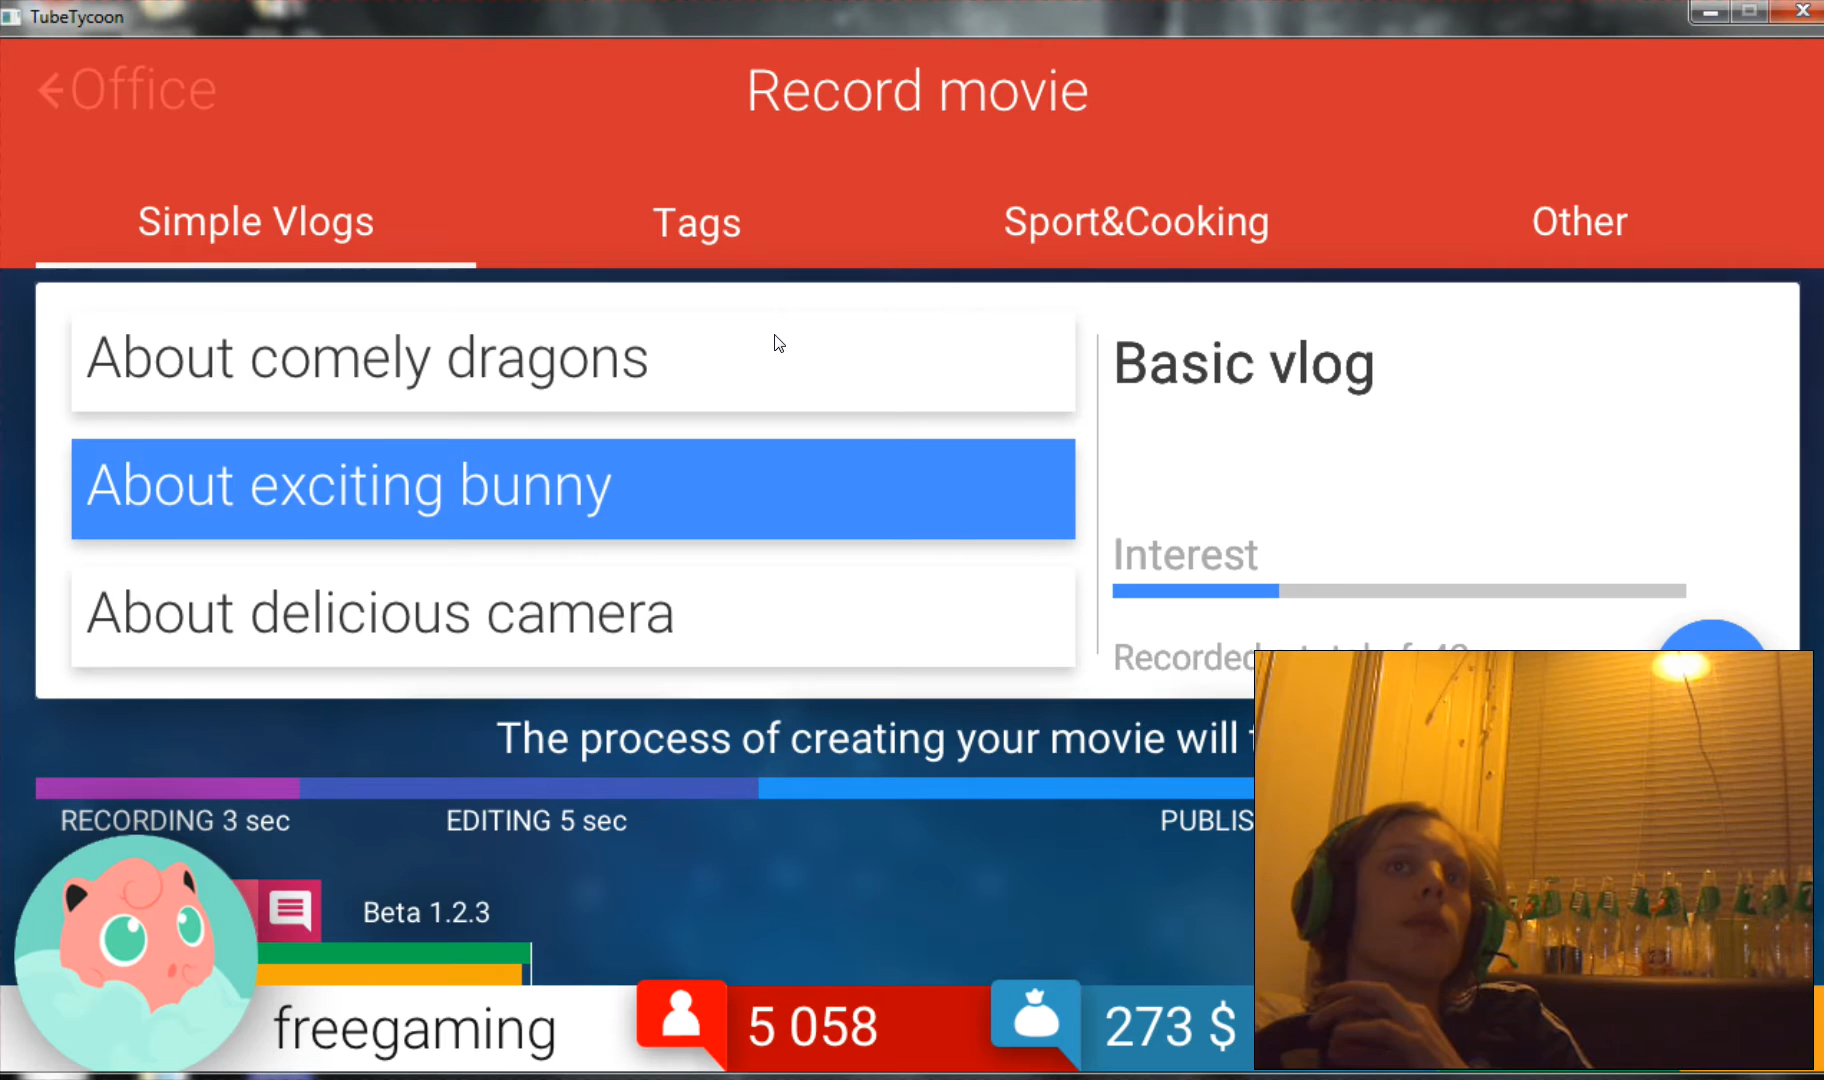 TubeTycoon
Office
Record movie
Simple Vlogs
Tags
Sport&Cooking
Other
About comely dragons
About exciting bunny
About delicious camera
Basic vlog
Interest
Recorded
The process of creating your movie will
RECORDING 3 sec
EDITING 5 sec
PUBLIS
Beta 1.2.3
freegaming
5 058
273 $